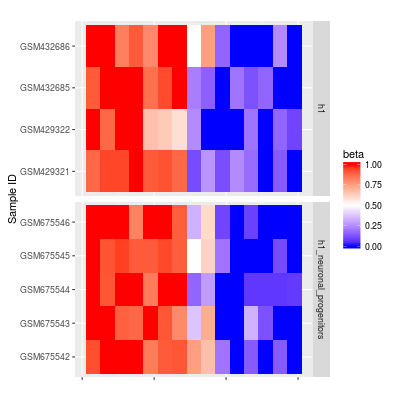 GSM432686
GSM432685
GSM429322
GSM429321
h1
GSM675546
GSM675545
GSM675544
GSM675543
GSM675542
h1_neuronal_progenitors
Sample ID
beta
1.00
0.75
0.50
0.25
0.00